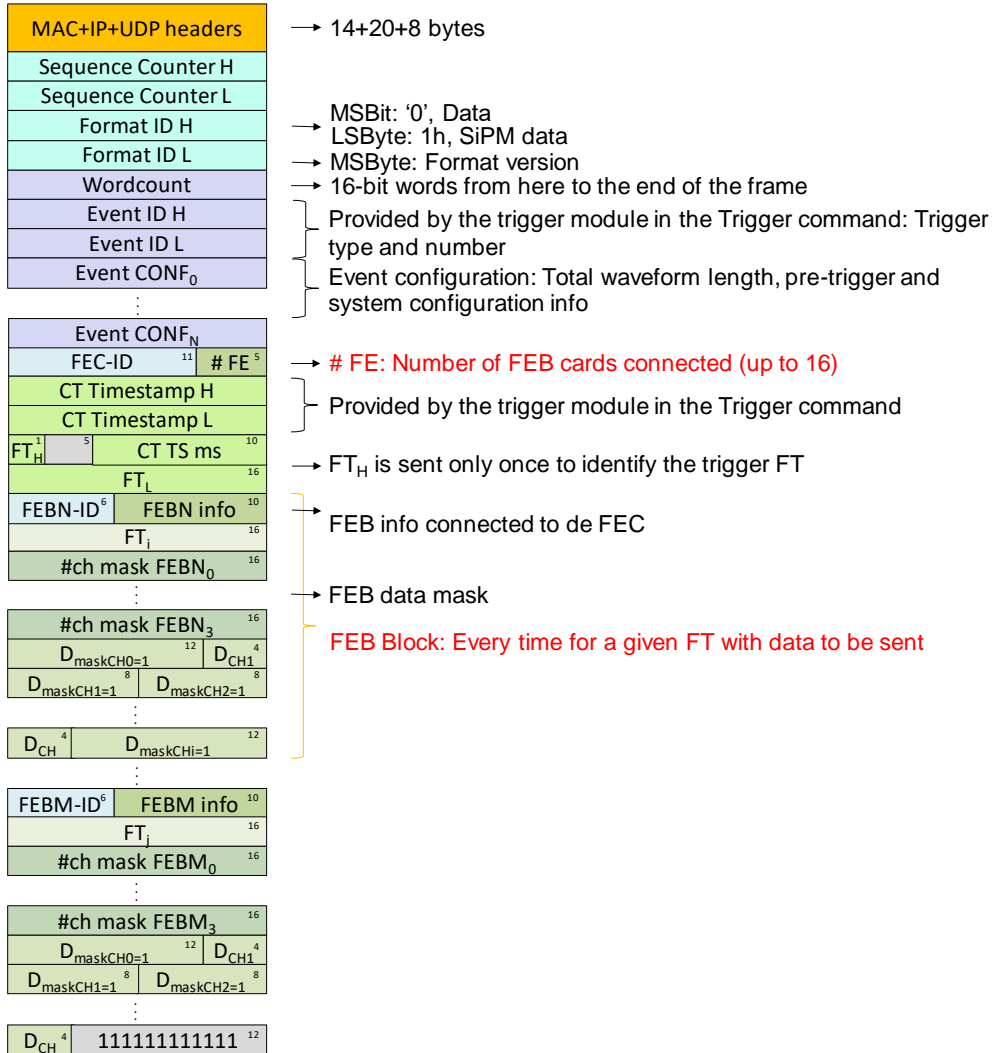 MAC+IP+UDP headers → 14+20+8 bytes
Sequence Counter H
Sequence Counter L
Format ID H → MSBit: ‘0’, Data
LSByte: 1h, SiPM data
Format ID L → MSByte: Format version
Wordcount → 16-bit words from here to the end of the frame
Event ID H
Event ID L
Provided by the trigger module in the Trigger command: Trigger
type and number
Event CONF0
Event configuration: Total waveform length, pre-trigger and
system configuration info
⋮
Event CONFN
FEC-ID 11 # FE 5 → # FE: Number of FEB cards connected (up to 16)
CT Timestamp H
CT Timestamp L
Provided by the trigger module in the Trigger command
FTH 1 5 CT TS ms 10
FTL 16 → FTH is sent only once to identify the trigger FT
FEBN-ID 6 FEBN info 10 → FEB info connected to de FEC
FTi 16
#ch mask FEBN0 16
⋮ → FEB data mask
#ch mask FEBN3 16
FEB Block: Every time for a given FT with data to be sent
DmaskCH0=1 12 DCH1 4
DmaskCH1=1 8 DmaskCH2=1 8
⋮
DCH 4 DmaskCHi=1 12
⋮
FEBM-ID 6 FEBM info 10
FTj 16
#ch mask FEBM0 16
⋮
#ch mask FEBM3 16
DmaskCH0=1 12 DCH1 4
DmaskCH1=1 8 DmaskCH2=1 8
⋮
DCH 4 111111111111 12